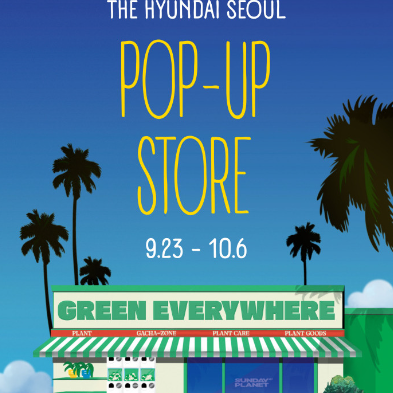 THE HYUNDAI SEOUL
POP-UP
STORE
9.23 - 10.6
GREEN EVERYWHERE
PLANT GACHA-ZONE PLANT CARE PLANT GOODS
SUNDAY
PLANET